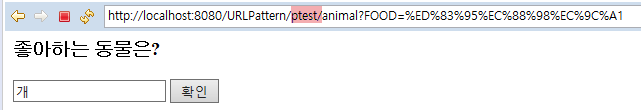 http://localhost:8080/URLPattern/ptest/animal?FOOD=%ED%83%95%EC%88%98%EC%9C%A1
좋아하는 동물은?
개 확인